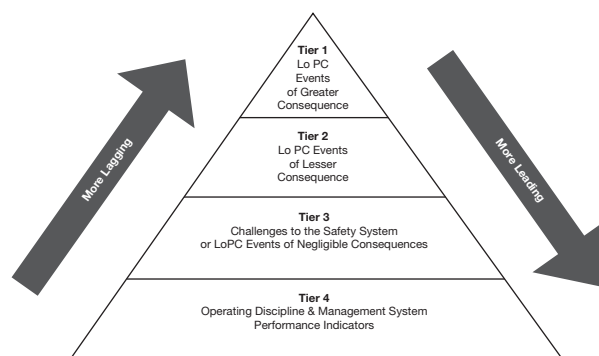 Tier 1
Lo PC
Events
of Greater
Consequence
More Lagging
More Leading
Tier 2
Lo PC Events
of Lesser
Consequence
Tier 3
Challenges to the Safety System
or LoPC Events of Negligible Consequences
Tier 4
Operating Discipline & Management System
Performance Indicators